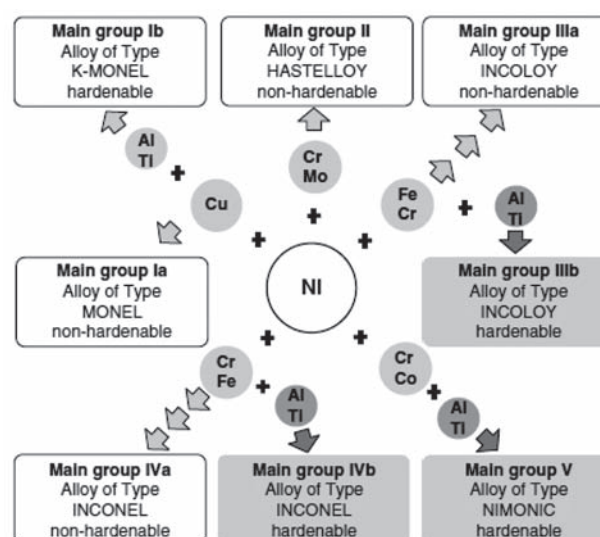 Main group Ib
Alloy of Type
K-MONEL
hardenable
Main group II
Alloy of Type
HASTELLOY
non-hardenable
Main group IIIa
Alloy of Type
INCOLOY
non-hardenable
Al
TI
+
Cu
+
Cr
Mo
+
Fe
Cr
+
+
Al
TI
NI
Main group Ia
Alloy of Type
MONEL
non-hardenable
Main group IIIb
Alloy of Type
INCOLOY
hardenable
+
Cr
Fe
+
Al
TI
+
Cr
Co
+
Al
TI
Main group IVa
Alloy of Type
INCONEL
non-hardenable
Main group IVb
Alloy of Type
INCONEL
hardenable
Main group V
Alloy of Type
NIMONIC
hardenable